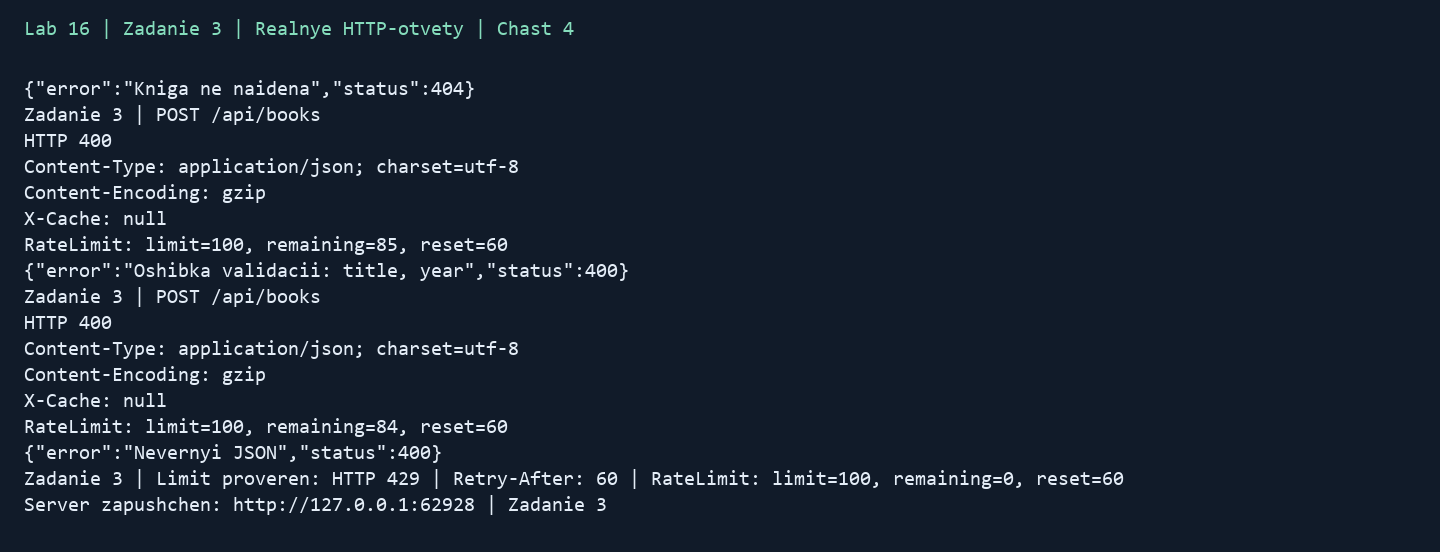 Lab 16 | Zadanie 3 | Realnye HTTP-otvety | Chast 4
{"error":"Kniga ne naidena","status":404}
Zadanie 3 | POST /api/books
HTTP 400
Content-Type: application/json; charset=utf-8
Content-Encoding: gzip
X-Cache: null
RateLimit: limit=100, remaining=85, reset=60
{"error":"Oshibka validacii: title, year","status":400}
Zadanie 3 | POST /api/books
HTTP 400
Content-Type: application/json; charset=utf-8
Content-Encoding: gzip
X-Cache: null
RateLimit: limit=100, remaining=84, reset=60
{"error":"Nevernyi JSON","status":400}
Zadanie 3 | Limit proveren: HTTP 429 | Retry-After: 60 | RateLimit: limit=100, remaining=0, reset=60
Server zapushchen: http://127.0.0.1:62928 | Zadanie 3